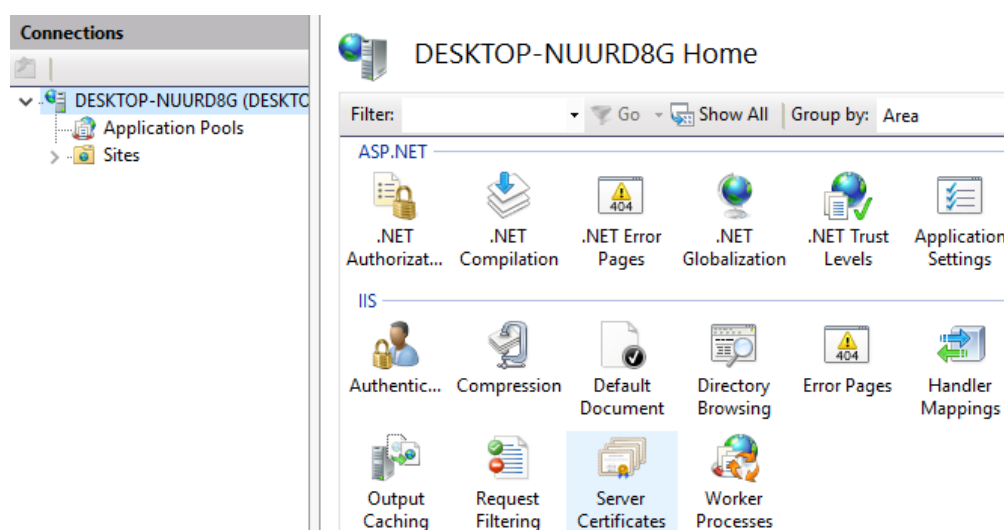 Connections
DESKTOP-NUURD8G (DESKTO
Application Pools
Sites
DESKTOP-NUURD8G Home
Filter: Go Show All Group by: Area
ASP.NET
.NET .NET .NET Error .NET .NET Trust Application
Authorizat... Compilation Pages Globalization Levels Settings
IIS
404
Authentic... Compression Default Directory Error Pages Handler
Document Browsing Mappings
Output Request Server Worker
Caching Filtering Certificates Processes